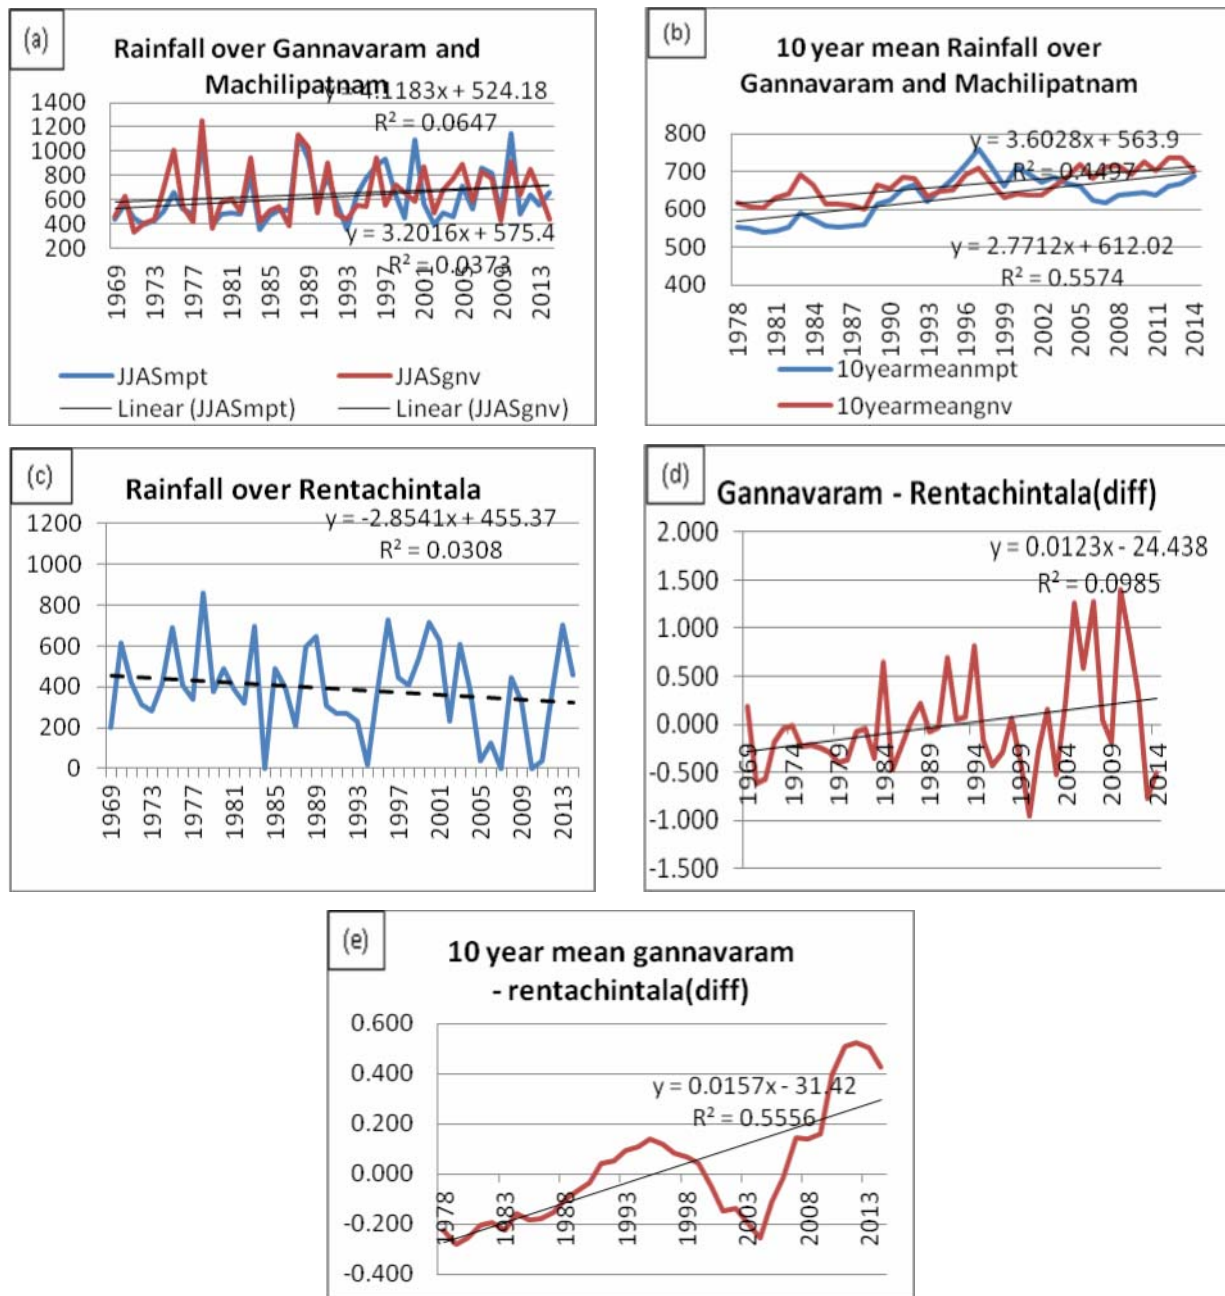 (a)
Rainfall over Gannavaram and
Machilipatnam
y = 4.1183x + 524.18
R² = 0.0647
1400
1200
1000
800
600
400
200
y = 3.2016x + 575.4
R² = 0.0373
1969
1973
1977
1981
1985
1989
1993
1997
2001
2005
2009
2013
JJASmpt
JJASgnv
Linear (JJASmpt)
Linear (JJASgnv)
(b)
10 year mean Rainfall over
Gannavaram and Machilipatnam
800
700
600
500
400
y = 3.6028x + 563.9
R² = 0.4497
y = 2.7712x + 612.02
R² = 0.5574
1978
1981
1984
1987
1990
1993
1996
1999
2002
2005
2008
2011
2014
10yearmeanmpt
10yearmeangnv
(c)
Rainfall over Rentachintala
y = -2.8541x + 455.37
R² = 0.0308
1200
1000
800
600
400
200
0
1969
1973
1977
1981
1985
1989
1993
1997
2001
2005
2009
2013
(d)
Gannavaram - Rentachintala(diff)
y = 0.0123x - 24.438
R² = 0.0985
2.000
1.500
1.000
0.500
0.000
-0.500
-1.000
-1.500
1969
1974
1979
1984
1989
1994
1999
2004
2009
2014
(e)
10 year mean gannavaram
- rentachintala(diff)
0.600
0.400
0.200
0.000
-0.200
-0.400
y = 0.0157x - 31.42
R² = 0.5556
1978
1983
1988
1993
1998
2003
2008
2013